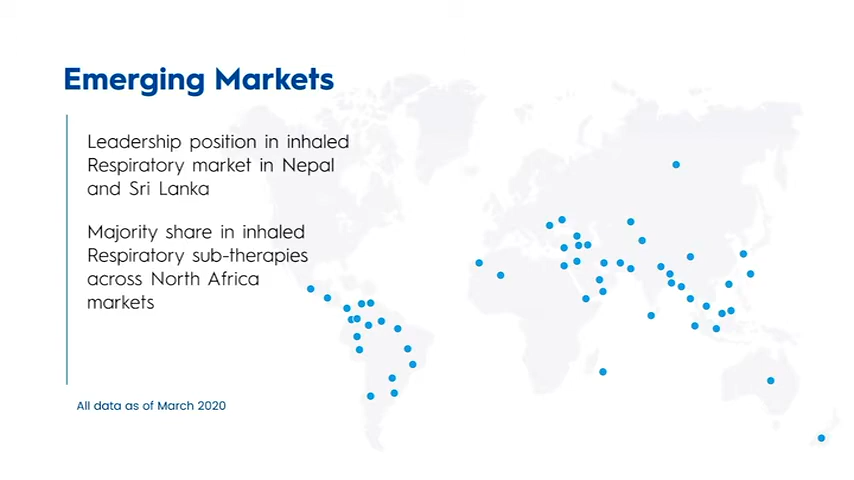 Emerging Markets
Leadership position in inhaled
Respiratory market in Nepal
and Sri Lanka
Majority share in inhaled
Respiratory sub-therapies
across North Africa
markets
All data as of March 2020